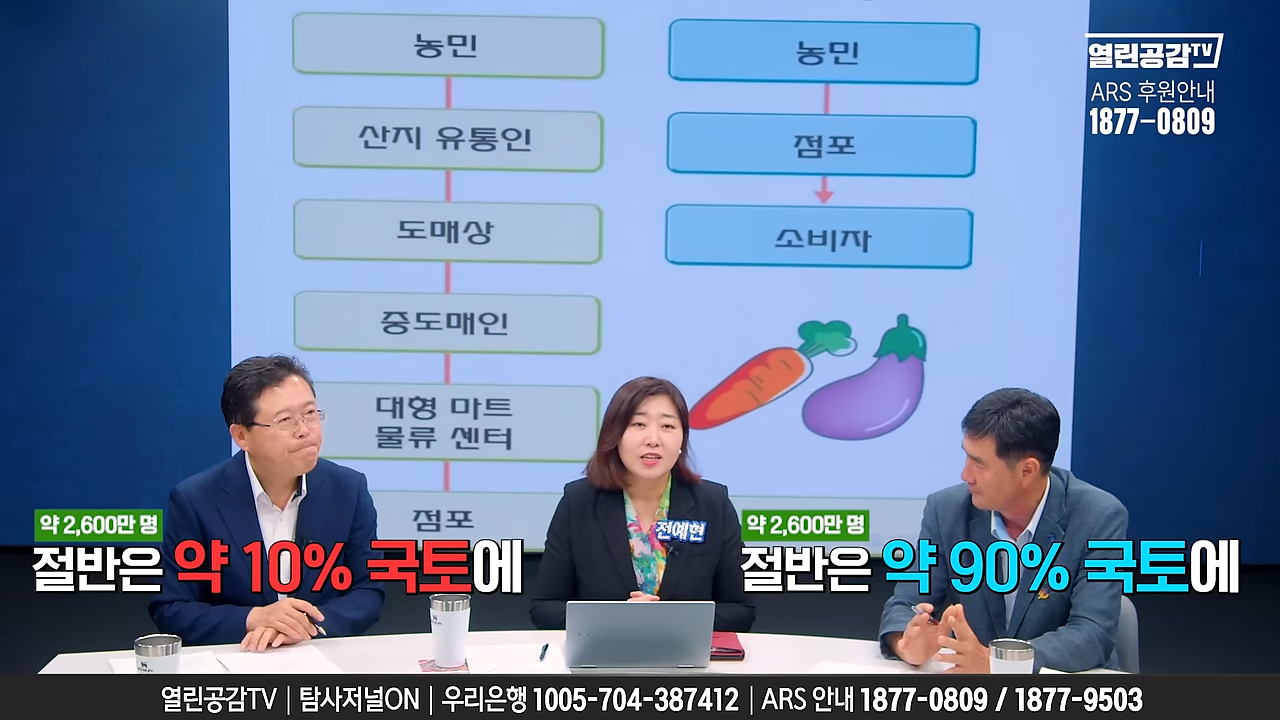 농민
산지 유통인
도매상
중도매인
대형 마트
물류 센터
점포
농민
점포
소비자
열린공감TV
ARS 후원안내
1877-0809
전예현
약 2,600만 명
절반은 약 10% 국토에
약 2,600만 명
절반은 약 90% 국토에
열린공감TV | 탐사저널ON | 우리은행 1005-704-387412 | ARS 안내 1877-0809 / 1877-9503